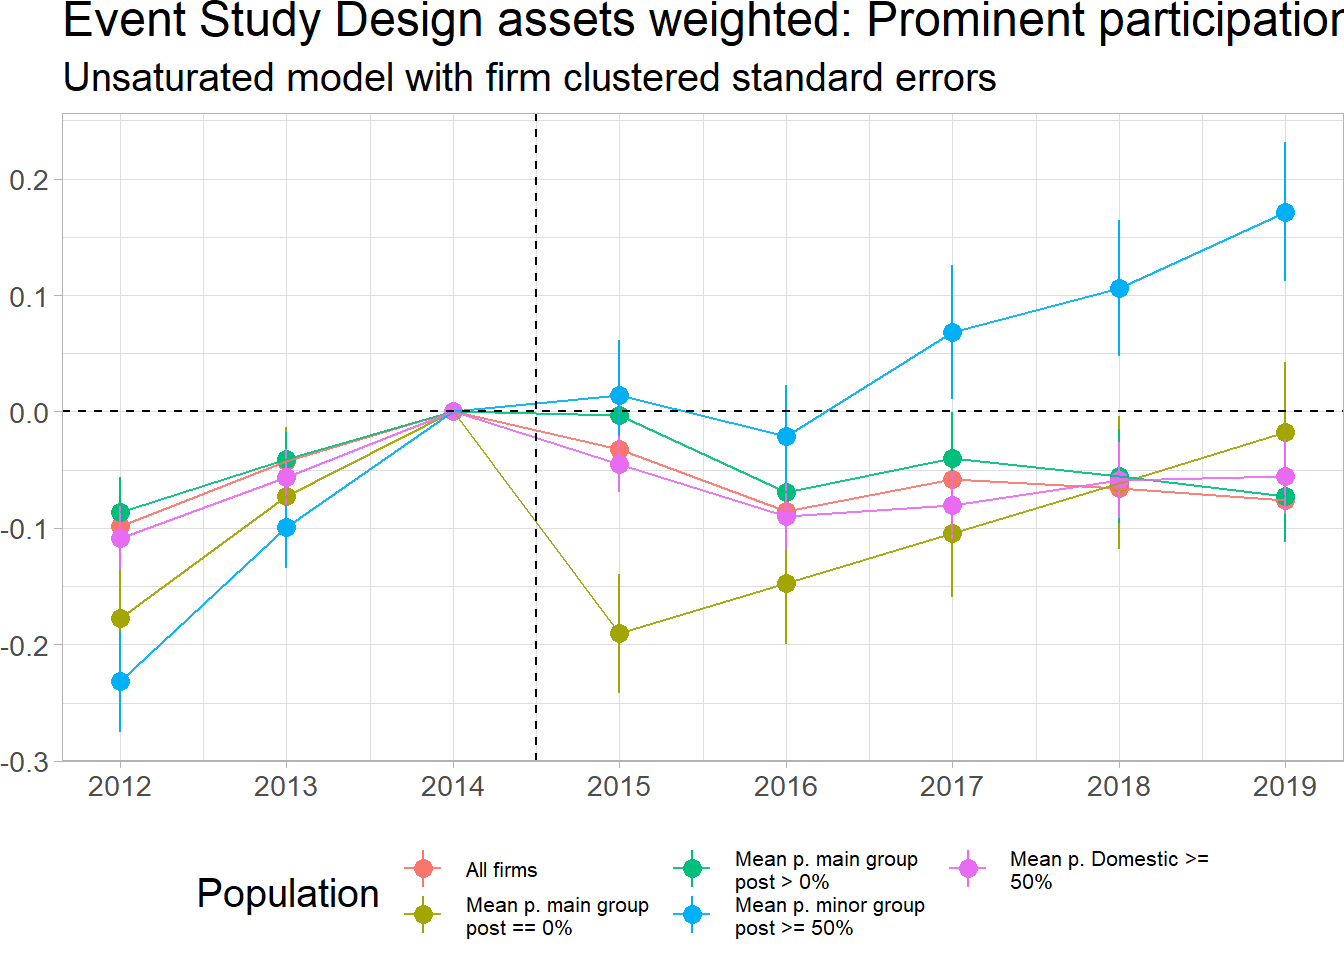 Event Study Design assets weighted: Prominent participation
Unsaturated model with firm clustered standard errors
0.2
0.1
0.0
-0.1
-0.2
-0.3
2012 2013 2014 2015 2016 2017 2018 2019
Population
All firms
Mean p. main group
post == 0%
Mean p. main group
post > 0%
Mean p. minor group
post >= 50%
Mean p. Domestic >=
50%